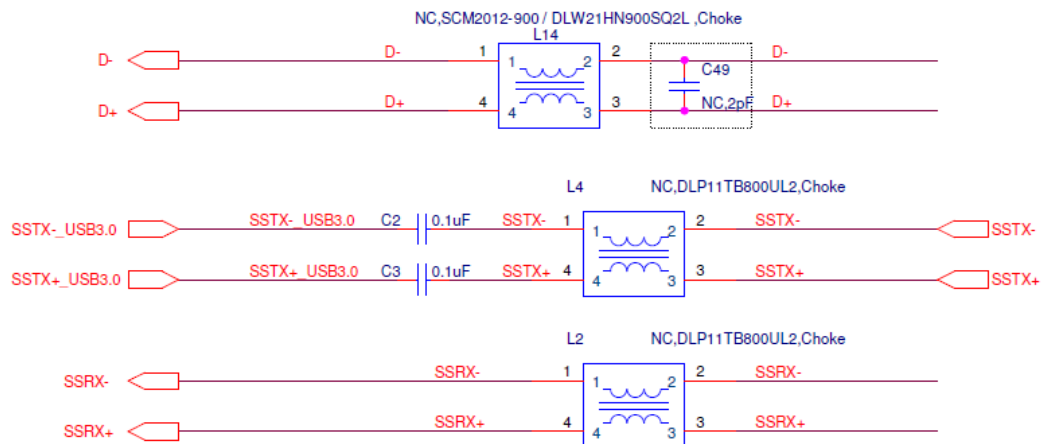 NC,SCM2012-900 / DLW21HN900SQ2L ,Choke
L14
D- D- 1 1 2 2 D-
C49
D+ D+ 4 4 3 3 NC,2pF D+
L4 NC,DLP11TB800UL2,Choke
SSTX-_USB3.0 SSTX-_USB3.0 C2 0.1uF SSTX- 1 1 2 2 SSTX- SSTX-
SSTX+_USB3.0 SSTX+_USB3.0 C3 0.1uF SSTX+ 4 4 3 3 SSTX+ SSTX+
L2 NC,DLP11TB800UL2,Choke
SSRX- SSRX- 1 1 2 2 SSRX-
SSRX+ SSRX+ 4 4 3 3 SSRX+